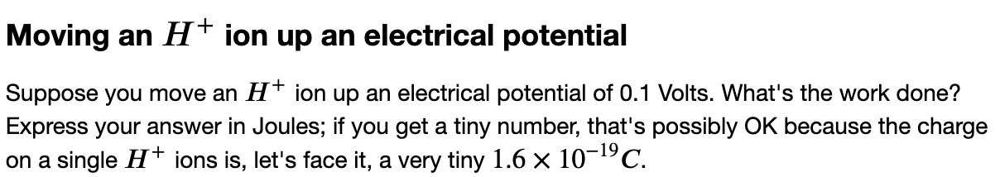 Moving an H⁺ ion up an electrical potential
Suppose you move an H⁺ ion up an electrical potential of 0.1 Volts. What's the work done?
Express your answer in Joules; if you get a tiny number, that's possibly OK because the charge
on a single H⁺ ions is, let's face it, a very tiny 1.6 × 10⁻¹⁹C.